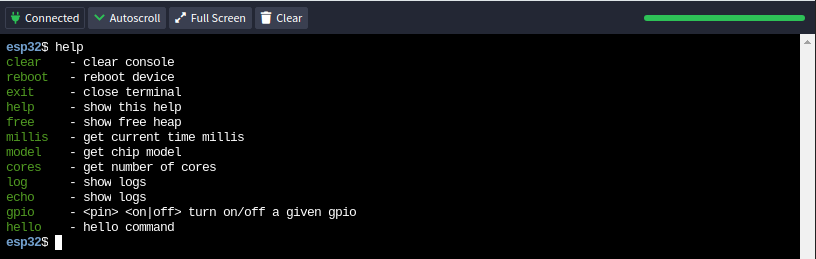 Connected Autoscroll Full Screen Clear
esp32$ help
clear - clear console
reboot - reboot device
exit - close terminal
help - show this help
free - show free heap
millis - get current time millis
model - get chip model
cores - get number of cores
log - show logs
echo - show logs
gpio - <pin> <on|off> turn on/off a given gpio
hello - hello command
esp32$